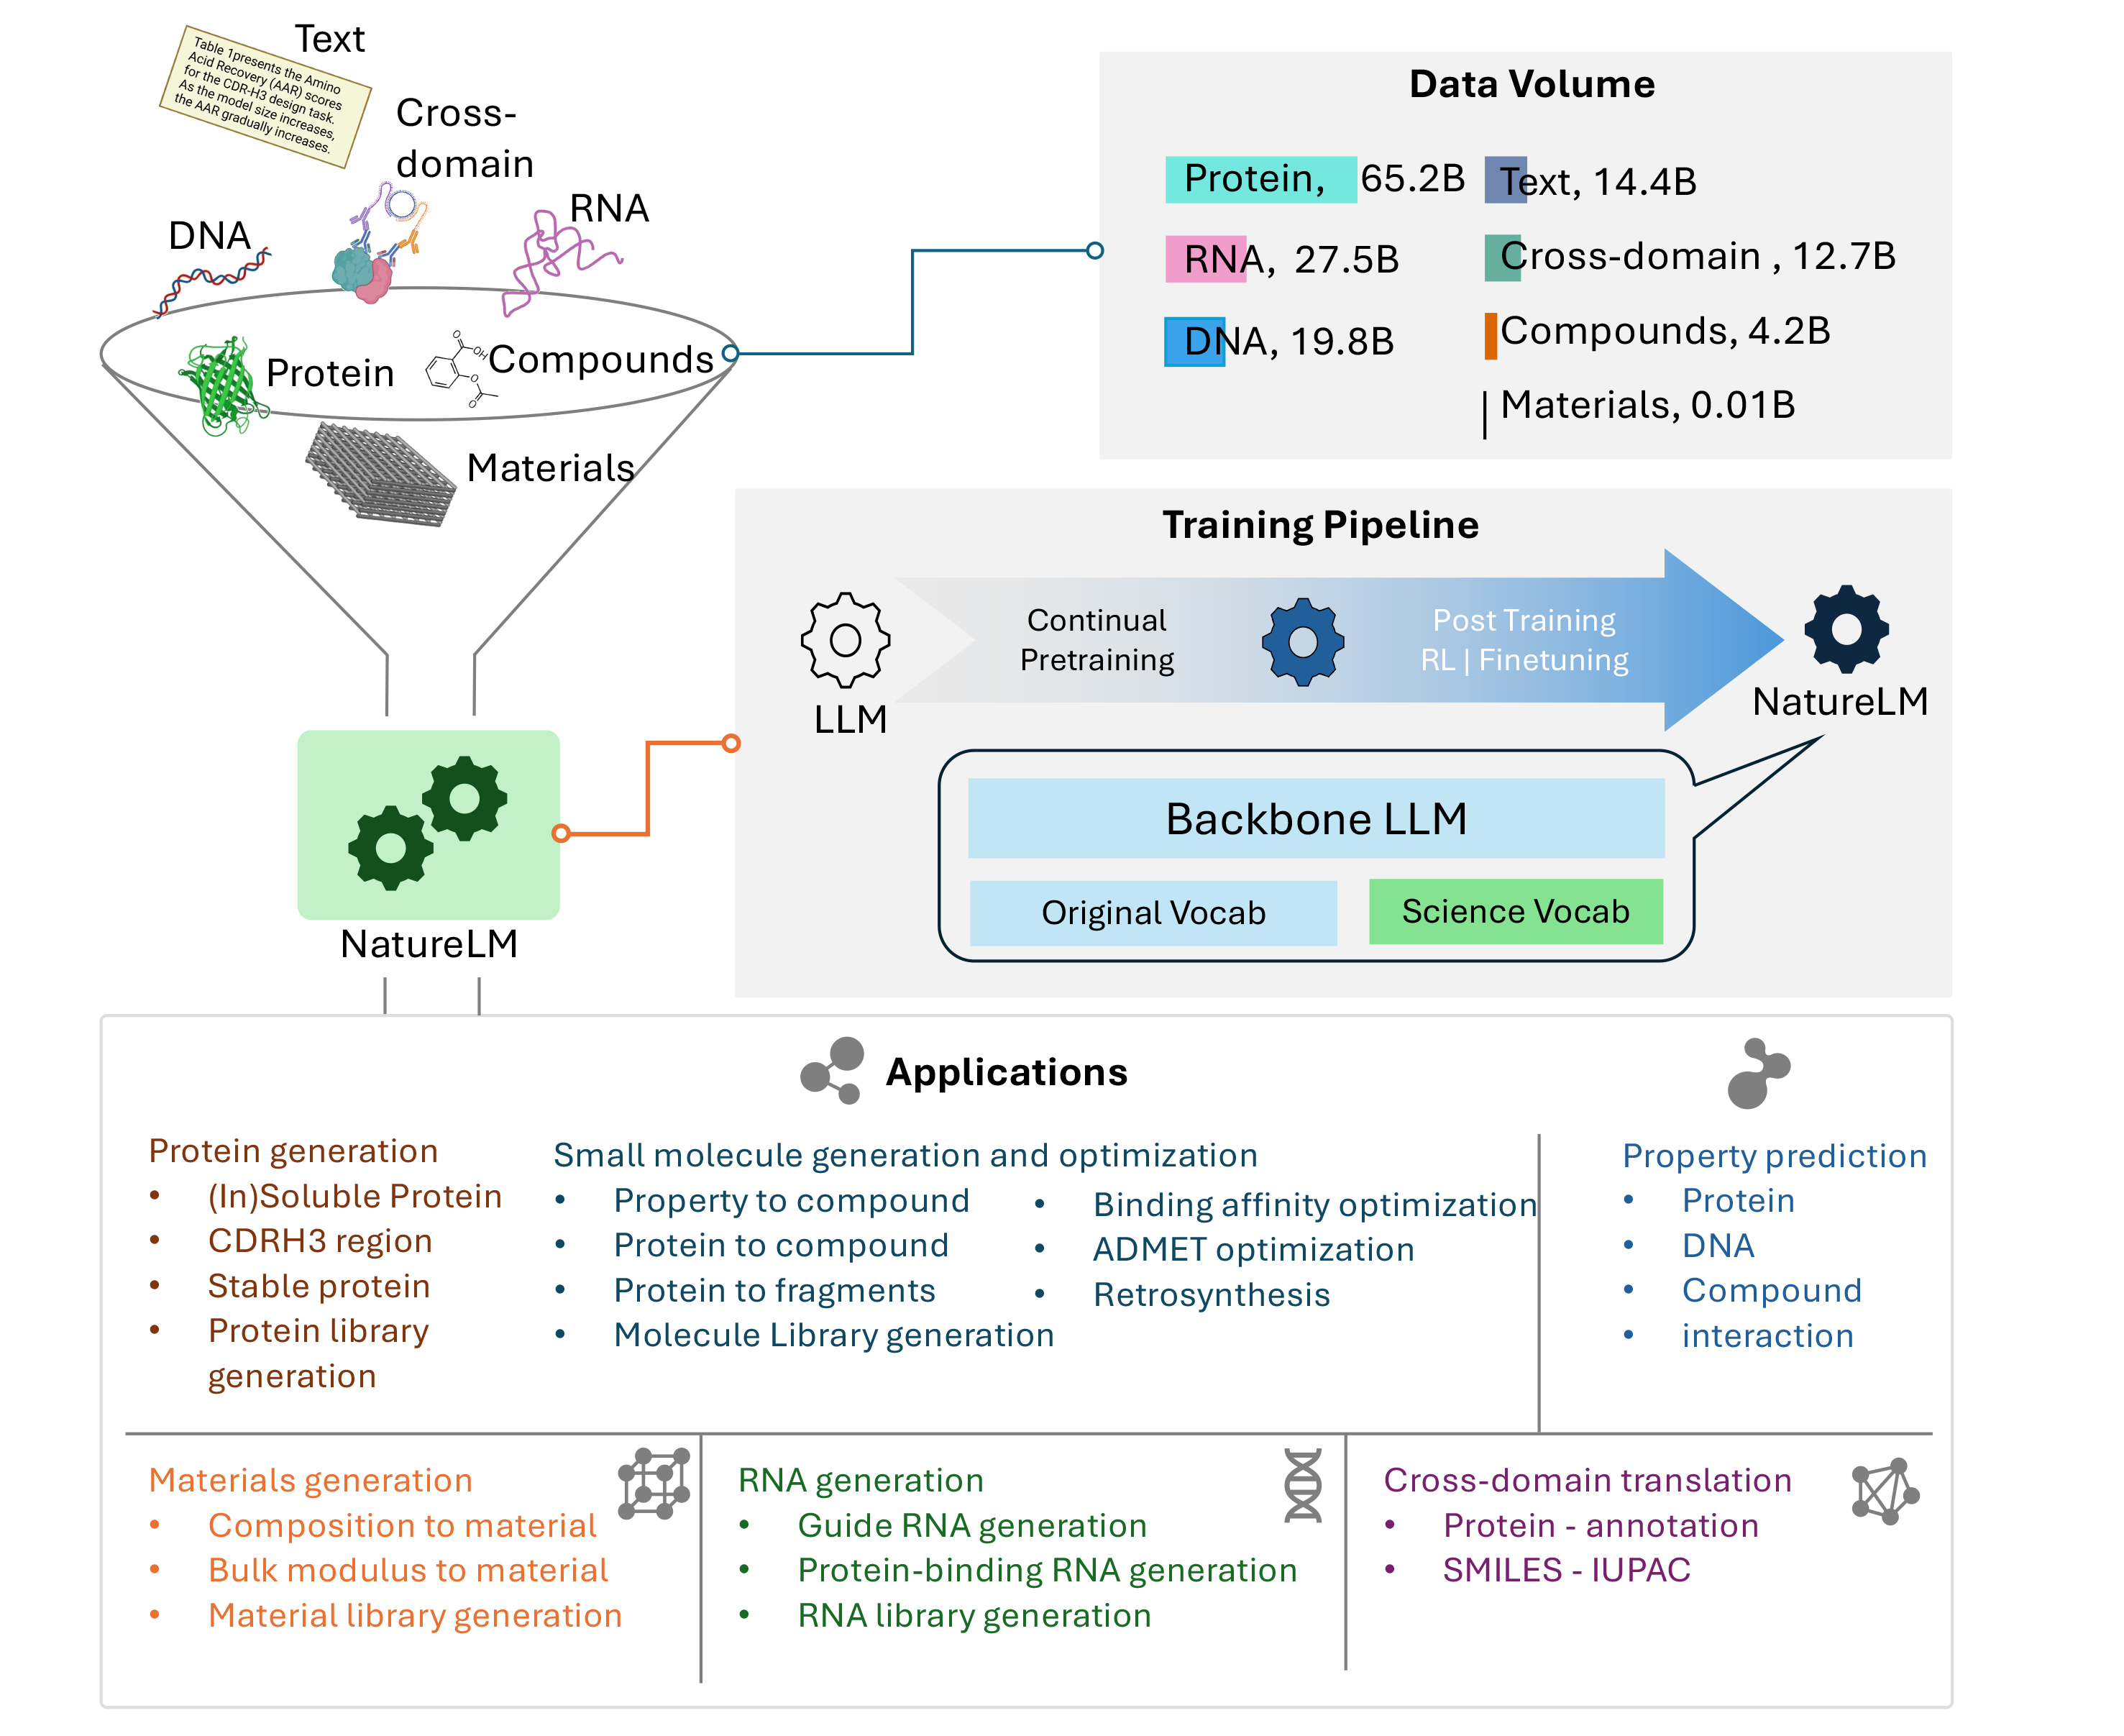 Text
Table 1presents the Amino
Acid Recovery (AAR) scores
for the CDR-H3 design task.
As the model size increases,
the AAR gradually increases.
Cross-
domain
DNA
RNA
Protein
OH
O
O
O
Compounds
Materials
Data Volume
Protein, 65.2B
Text, 14.4B
RNA, 27.5B
Cross-domain , 12.7B
DNA, 19.8B
Compounds, 4.2B
Materials, 0.01B
Training Pipeline
LLM
Continual
Pretraining
Post Training
RL | Finetuning
NatureLM
Backbone LLM
Original Vocab
Science Vocab
NatureLM
Applications
Protein generation
• (In)Soluble Protein
• CDRH3 region
• Stable protein
• Protein library
generation
Small molecule generation and optimization
• Property to compound
• Protein to compound
• Protein to fragments
• Molecule Library generation
• Binding affinity optimization
• ADMET optimization
• Retrosynthesis
Property prediction
• Protein
• DNA
• Compound
• interaction
Materials generation
• Composition to material
• Bulk modulus to material
• Material library generation
RNA generation
• Guide RNA generation
• Protein-binding RNA generation
• RNA library generation
Cross-domain translation
• Protein - annotation
• SMILES - IUPAC